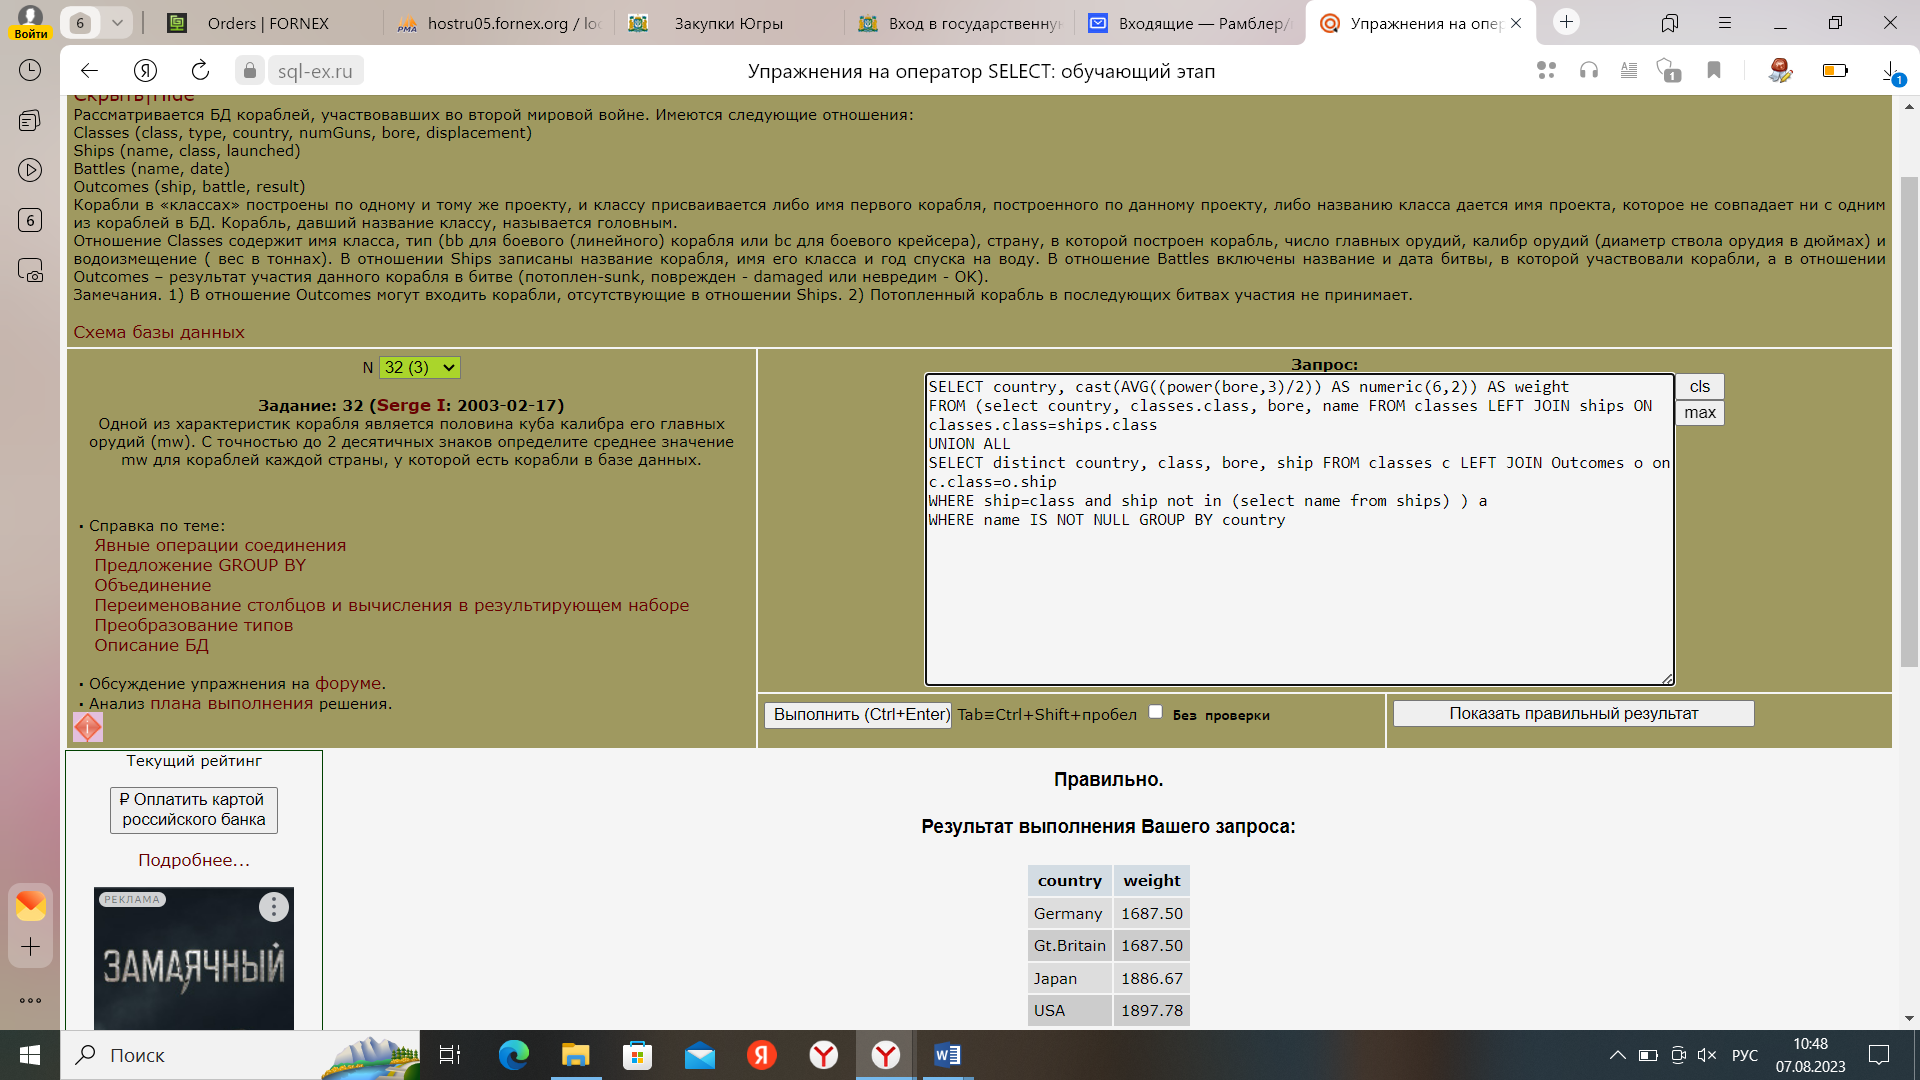 Войти
6
Orders | FORNEX
PMA
hostru05.fornex.org / loc
Закупки Югры
Вход в государственную
Входящие — Рамблер/
Упражнения на опер
sql-ex.ru
Упражнения на оператор SELECT: обучающий этап
1
1
6
Скрыть|Hide
Рассматривается БД кораблей, участвовавших во второй мировой войне. Имеются следующие отношения:
Classes (class, type, country, numGuns, bore, displacement)
Ships (name, class, launched)
Battles (name, date)
Outcomes (ship, battle, result)
Корабли в «классах» построены по одному и тому же проекту, и классу присваивается либо имя первого корабля, построенного по данному проекту, либо названию класса дается имя проекта, которое не совпадает ни с одним
из кораблей в БД. Корабль, давший название классу, называется головным.
Отношение Classes содержит имя класса, тип (bb для боевого (линейного) корабля или bc для боевого крейсера), страну, в которой построен корабль, число главных орудий, калибр орудий (диаметр ствола орудия в дюймах) и
водоизмещение ( вес в тоннах). В отношении Ships записаны название корабля, имя его класса и год спуска на воду. В отношение Battles включены название и дата битвы, в которой участвовали корабли, а в отношении
Outcomes – результат участия данного корабля в битве (потоплен-sunk, поврежден - damaged или невредим - OK).
Замечания. 1) В отношение Outcomes могут входить корабли, отсутствующие в отношении Ships. 2) Потопленный корабль в последующих битвах участия не принимает.
Схема базы данных
N 32 (3)
Задание: 32 (Serge I: 2003-02-17)
Одной из характеристик корабля является половина куба калибра его главных
орудий (mw). С точностью до 2 десятичных знаков определите среднее значение
mw для кораблей каждой страны, у которой есть корабли в базе данных.
· Справка по теме:
Явные операции соединения
Предложение GROUP BY
Объединение
Переименование столбцов и вычисления в результирующем наборе
Преобразование типов
Описание БД
· Обсуждение упражнения на форуме.
· Анализ плана выполнения решения.
Запрос:
SELECT country, cast(AVG((power(bore,3)/2)) AS numeric(6,2)) AS weight
FROM (select country, classes.class, bore, name FROM classes LEFT JOIN ships ON
classes.class=ships.class
UNION ALL
SELECT distinct country, class, bore, ship FROM classes c LEFT JOIN Outcomes o on
c.class=o.ship
WHERE ship=class and ship not in (select name from ships) ) a
WHERE name IS NOT NULL GROUP BY country
cls
max
Выполнить (Ctrl+Enter) Tab≡Ctrl+Shift+пробел Без проверки
Показать правильный результат
Текущий рейтинг
₽ Оплатить картой
российского банка
Подробнее...
РЕКЛАМА
ЗАМАЯЧНЫЙ
Правильно.
Результат выполнения Вашего запроса:
country weight
Germany 1687.50
Gt.Britain 1687.50
Japan 1886.67
USA 1897.78
Поиск
РУС
10:48
07.08.2023